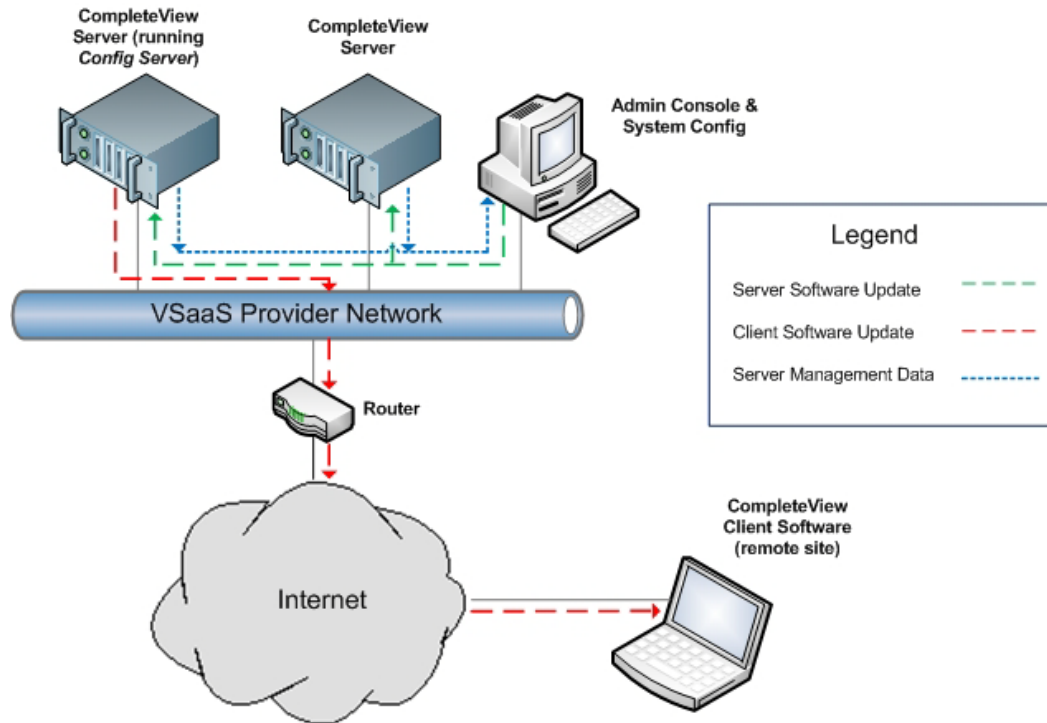 CompleteView
Server (running
Config Server)
CompleteView
Server
Admin Console &
System Config
Legend
Server Software Update
Client Software Update
Server Management Data
VSaaS Provider Network
Router
Internet
CompleteView
Client Software
(remote site)